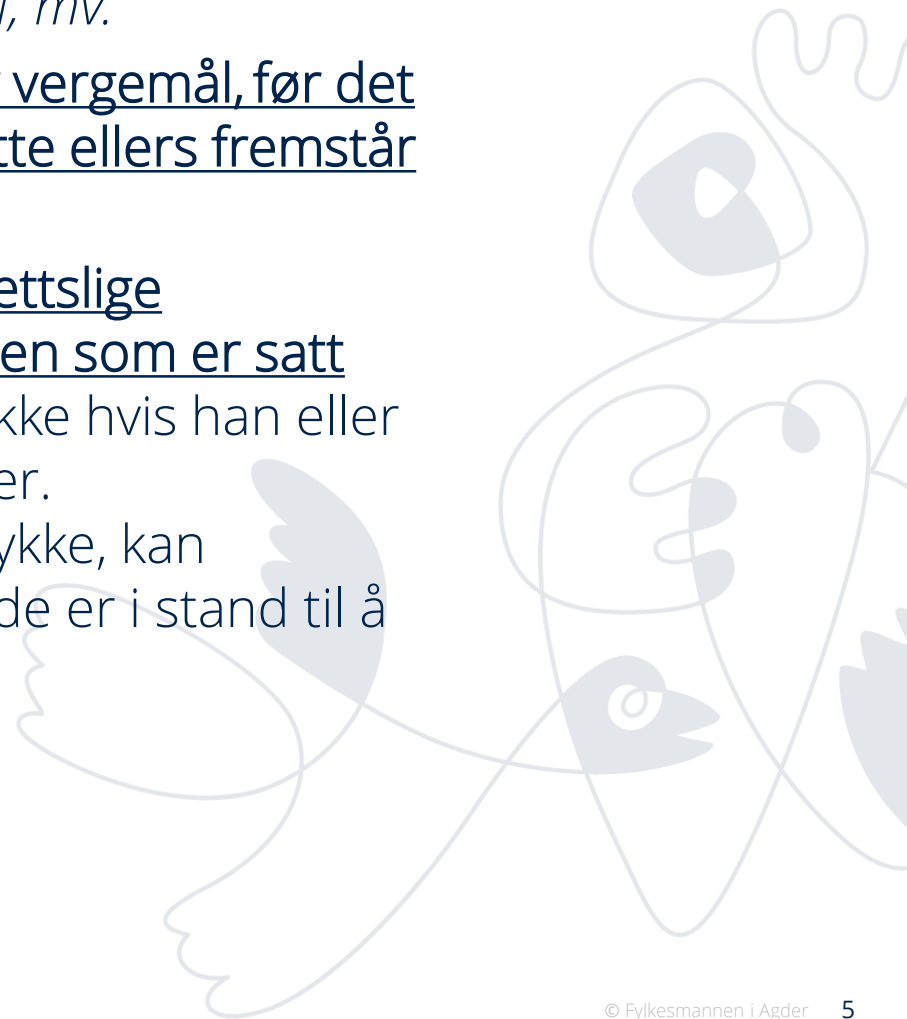 mv.
vergemål, før det
tte ellers fremstår
ettslige
en som er satt
kke hvis han eller
er.
ykke, kan
de er i stand til å
© Fylkesmannen i Agder 5